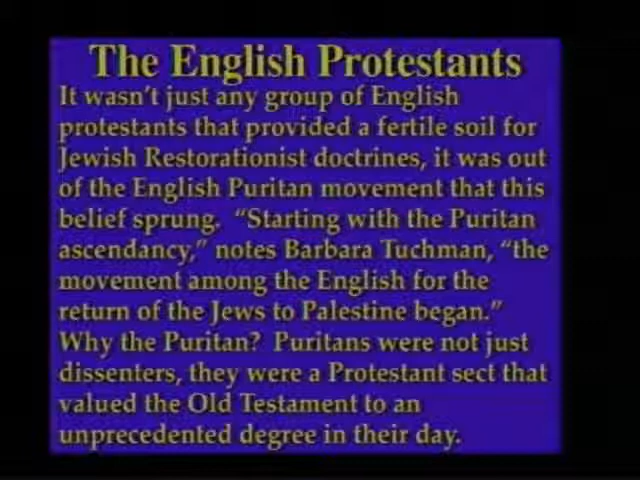 The English Protestants
It wasn't just any group of English
protestants that provided a fertile soil for
Jewish Restorationist doctrines, it was out
of the English Puritan movement that this
belief sprung. “Starting with the Puritan
ascendancy,” notes Barbara Tuchman, “the
movement among the English for the
return of the Jews to Palestine began.”
Why the Puritan? Puritans were not just
dissenters, they were a Protestant sect that
valued the Old Testament to an
unprecedented degree in their day.